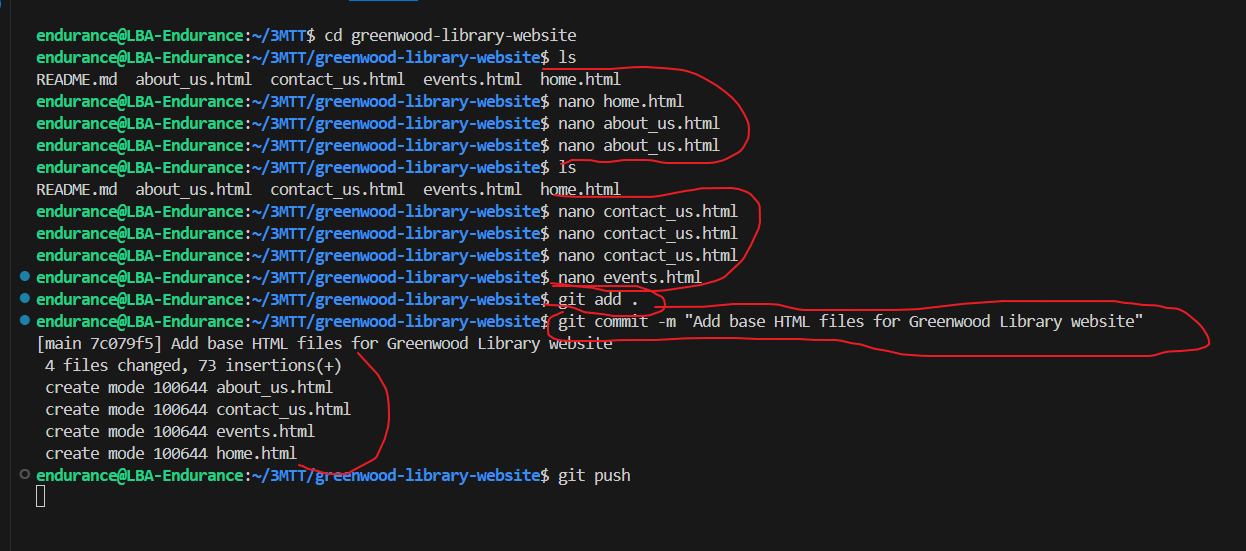 endurance@LBA-Endurance:~/3MTT$ cd greenwood-library-website
endurance@LBA-Endurance:~/3MTT/greenwood-library-website$ ls
README.md  about_us.html  contact_us.html  events.html  home.html
endurance@LBA-Endurance:~/3MTT/greenwood-library-website$ nano home.html
endurance@LBA-Endurance:~/3MTT/greenwood-library-website$ nano about_us.html
endurance@LBA-Endurance:~/3MTT/greenwood-library-website$ nano about_us.html
endurance@LBA-Endurance:~/3MTT/greenwood-library-website$ ls
README.md  about_us.html  contact_us.html  events.html  home.html
endurance@LBA-Endurance:~/3MTT/greenwood-library-website$ nano contact_us.html
endurance@LBA-Endurance:~/3MTT/greenwood-library-website$ nano contact_us.html
endurance@LBA-Endurance:~/3MTT/greenwood-library-website$ nano contact_us.html
endurance@LBA-Endurance:~/3MTT/greenwood-library-website$ nano events.html
endurance@LBA-Endurance:~/3MTT/greenwood-library-website$ git add .
endurance@LBA-Endurance:~/3MTT/greenwood-library-website$ git commit -m "Add base HTML files for Greenwood Library website"
[main 7c079f5] Add base HTML files for Greenwood Library website
 4 files changed, 73 insertions(+)
 create mode 100644 about_us.html
 create mode 100644 contact_us.html
 create mode 100644 events.html
 create mode 100644 home.html
endurance@LBA-Endurance:~/3MTT/greenwood-library-website$ git push